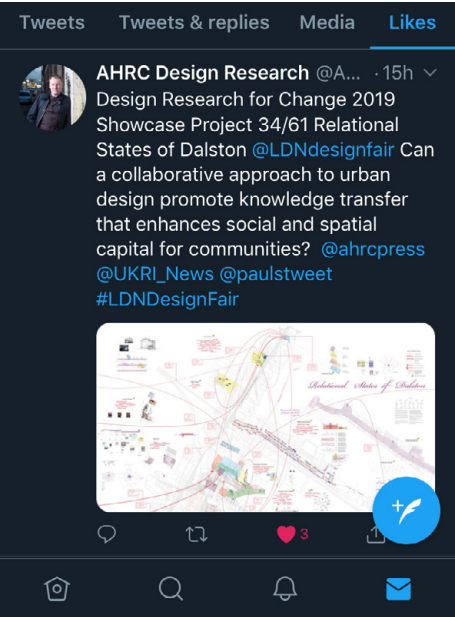 Tweets Tweets & replies Media Likes
AHRC Design Research @A... · 15h
Design Research for Change 2019
Showcase Project 34/61 Relational
States of Dalston @LDNdesignfair Can
a collaborative approach to urban
design promote knowledge transfer
that enhances social and spatial
capital for communities? @ahrcpress
@UKRI_News @paulstweet
#LDNDesignFair
Relational States of Dalston
3